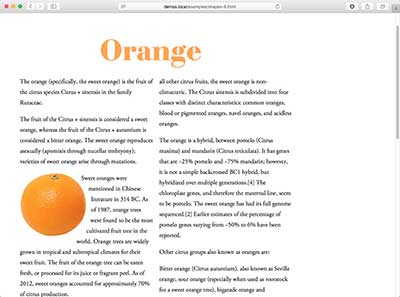 demos.local/examples/shapes-8.html
Orange
The orange (specifically, the sweet orange) is the fruit of
the citrus species Citrus × sinensis in the family
Rutaceae.
The fruit of the Citrus × sinensis is considered a sweet
orange, whereas the fruit of the Citrus × aurantium is
considered a bitter orange. The sweet orange reproduces
asexually (apomixis through nucellar embryony);
varieties of sweet orange arise through mutations.
Sweet oranges were
mentioned in Chinese
literature in 314 BC. As
of 1987, orange trees
were found to be the most
cultivated fruit tree in the
world. Orange trees are widely
grown in tropical and subtropical climates for their
sweet fruit. The fruit of the orange tree can be eaten
fresh, or processed for its juice or fragrant peel. As of
2012, sweet oranges accounted for approximately 70%
of citrus production.
all other citrus fruits, the sweet orange is non-
climacteric. The Citrus sinensis is subdivided into four
classes with distinct characteristics: common oranges,
blood or pigmented oranges, navel oranges, and acidless
oranges.
The orange is a hybrid, between pomelo (Citrus
maxima) and mandarin (Citrus reticulata). It has genes
that are ~25% pomelo and ~75% mandarin; however,
it is not a simple backcrossed BC1 hybrid, but
hybridized over multiple generations.[4] The
chloroplast genes, and therefore the maternal line, seem
to be pomelo. The sweet orange has had its full genome
sequenced.[2] Earlier estimates of the percentage of
pomelo genes varying from ~50% to 6% have been
reported.
Other citrus groups also known as oranges are:
Bitter orange (Citrus aurantium), also known as Seville
orange, sour orange (especially when used as rootstock
for a sweet orange tree), bigarade orange and